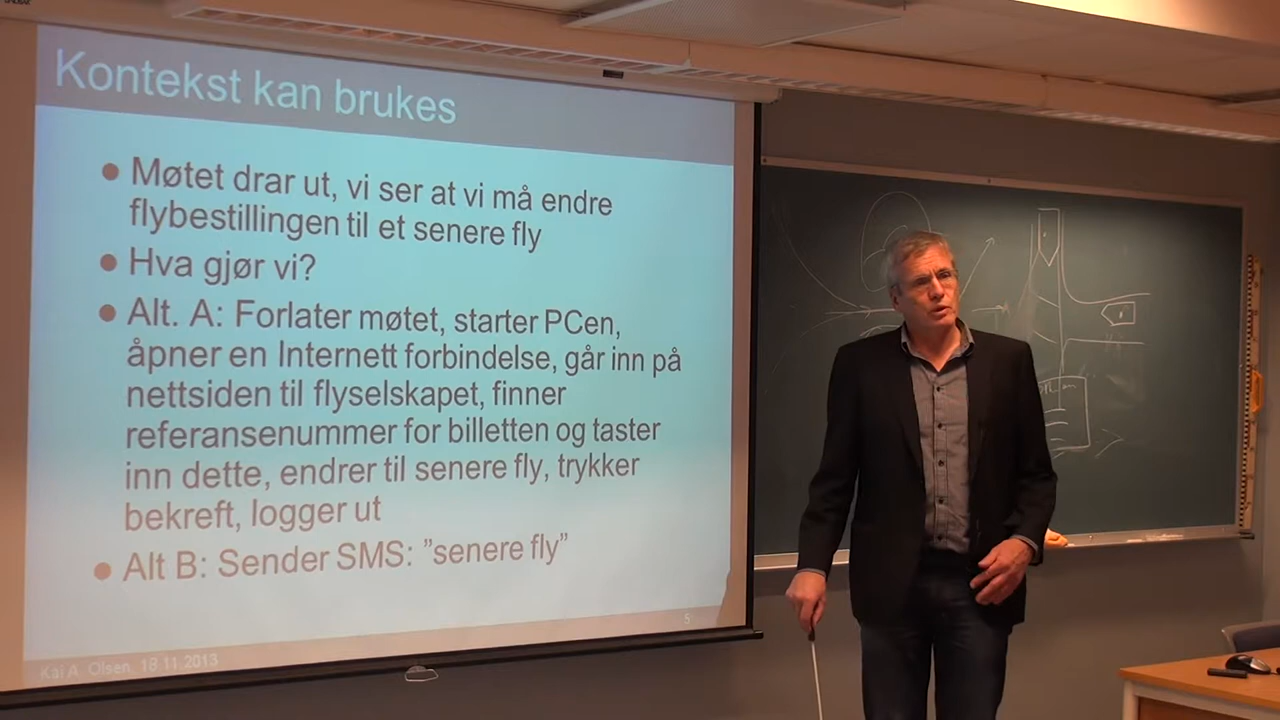 Kontekst kan brukes
● Møtet drar ut, vi ser at vi må endre
flybestillingen til et senere fly
● Hva gjør vi?
● Alt. A: Forlater møtet, starter PCen,
åpner en Internett forbindelse, går inn på
nettsiden til flyselskapet, finner
referansenummer for billetten og taster
inn dette, endrer til senere fly, trykker
bekreft, logger ut
● Alt B: Sender SMS: ”senere fly”
5
Kai A. Olsen, 18.11.2013